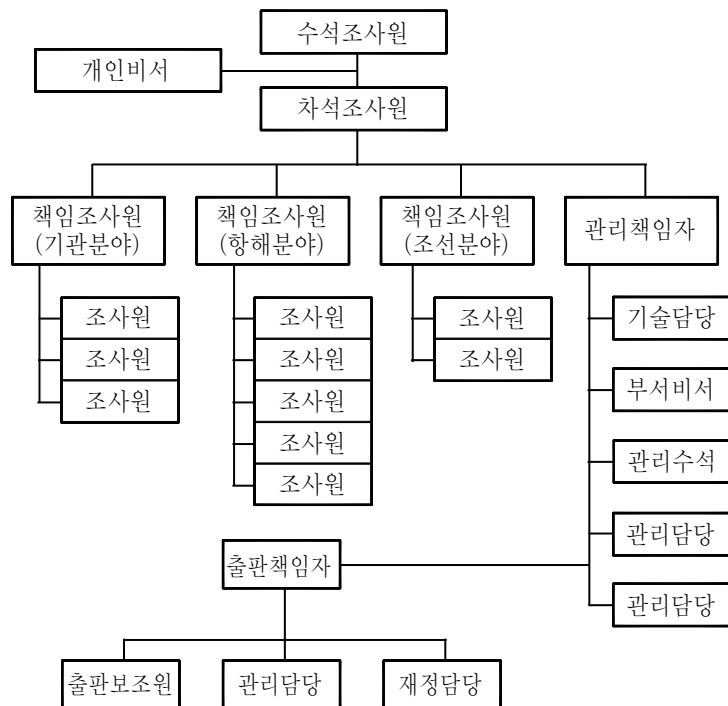 수석조사원
개인비서
차석조사원
책임조사원
(기관분야)
책임조사원
(항해분야)
책임조사원
(조선분야)
관리책임자
조사원
조사원
조사원
조사원
조사원
조사원
조사원
조사원
조사원
조사원
기술담당
부서비서
관리수석
관리담당
관리담당
출판책임자
출판보조원
관리담당
재정담당